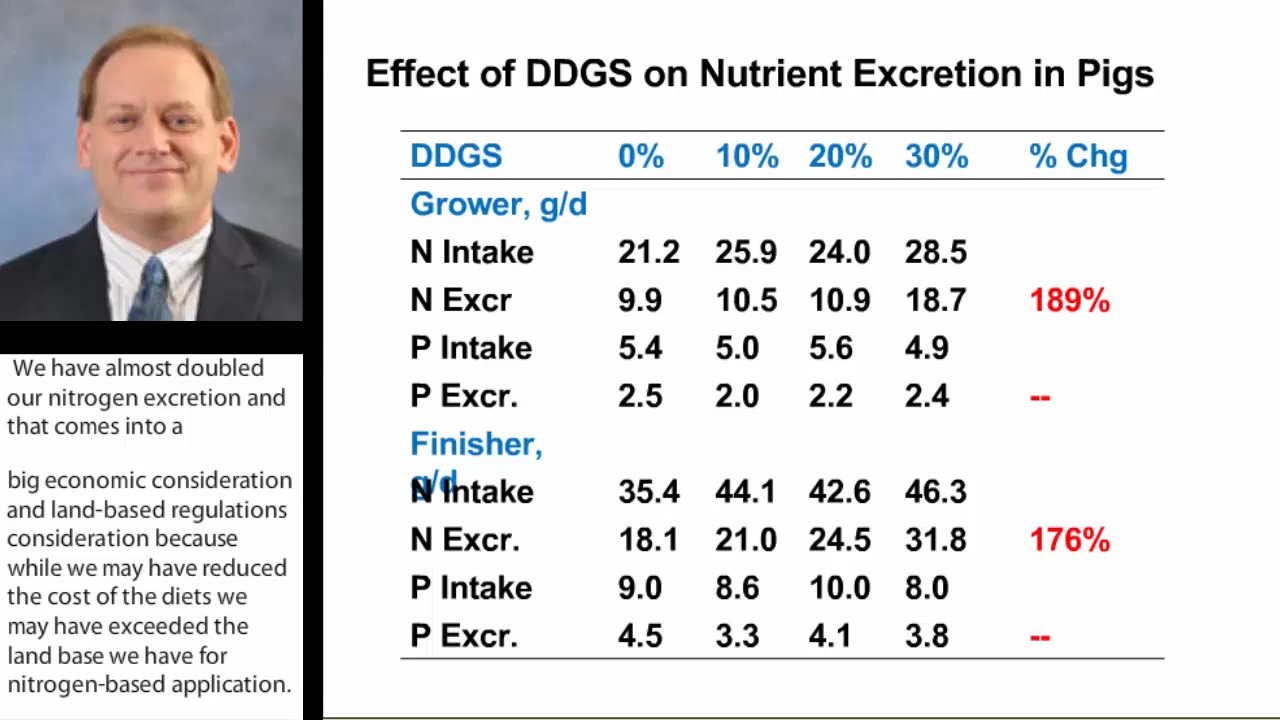 Effect of DDGS on Nutrient Excretion in Pigs
DDGS 0% 10% 20% 30% % Chg
Grower, g/d
N Intake 21.2 25.9 24.0 28.5
N Excr 9.9 10.5 10.9 18.7 189%
P Intake 5.4 5.0 5.6 4.9
P Excr. 2.5 2.0 2.2 2.4 --
Finisher,
g/d
N Intake 35.4 44.1 42.6 46.3
N Excr. 18.1 21.0 24.5 31.8 176%
P Intake 9.0 8.6 10.0 8.0
P Excr. 4.5 3.3 4.1 3.8 --
We have almost doubled
our nitrogen excretion and
that comes into a
big economic consideration
and land-based regulations
consideration because
while we may have reduced
the cost of the diets we
may have exceeded the
land base we have for
nitrogen-based application.